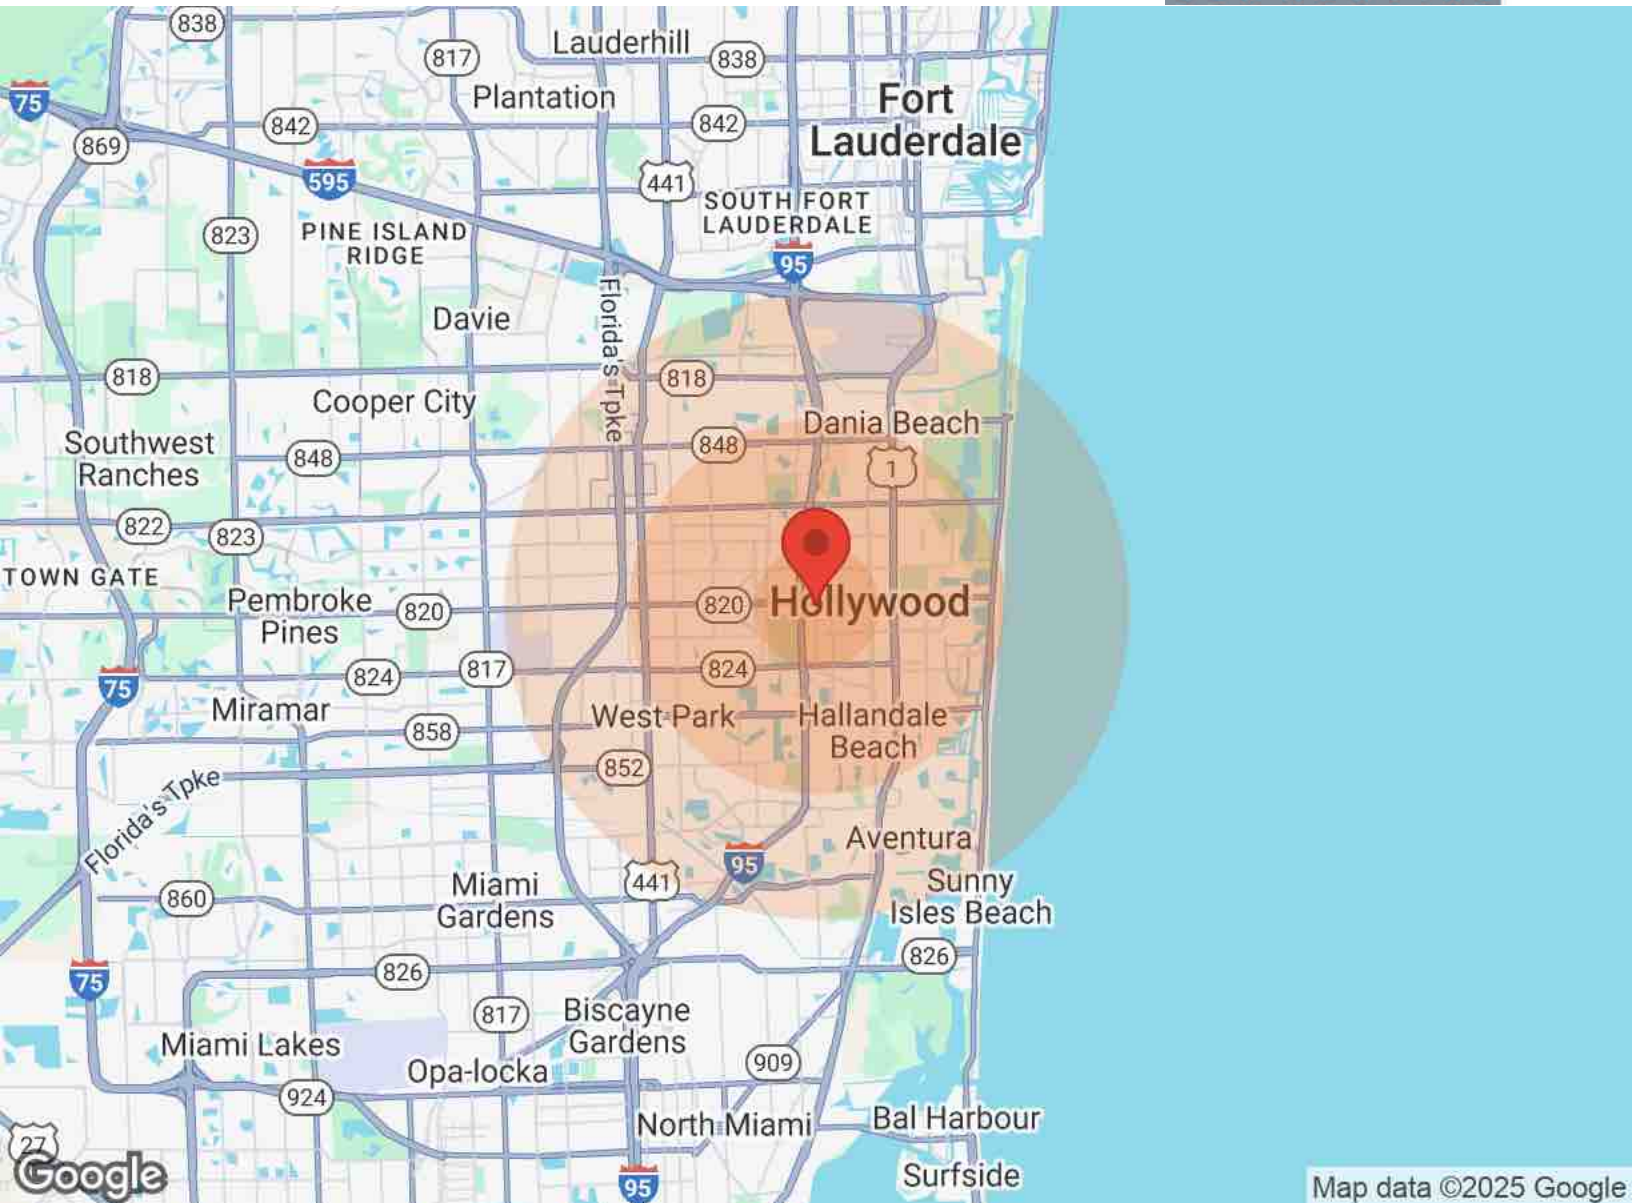 838
817
Lauderhill
838
75
Plantation
Fort
Lauderdale
842
842
869
595
441
SOUTH FORT
LAUDERDALE
823
PINE ISLAND
RIDGE
95
Florida's Tpke
Davie
818
818
Cooper City
Dania Beach
Southwest
Ranches
848
848
1
822
823
TOWN GATE
Pembroke
Pines
820
820
Hollywood
824
817
824
75
Miramar
858
West Park
Hallandale
Beach
852
Florida's Tpke
Aventura
95
441
Miami
Gardens
860
Sunny
Isles Beach
826
826
75
817
Biscayne
Gardens
Miami Lakes
Opa-locka
909
924
North Miami
Bal Harbour
27
Surfside
95
Google
Map data ©2025 Google